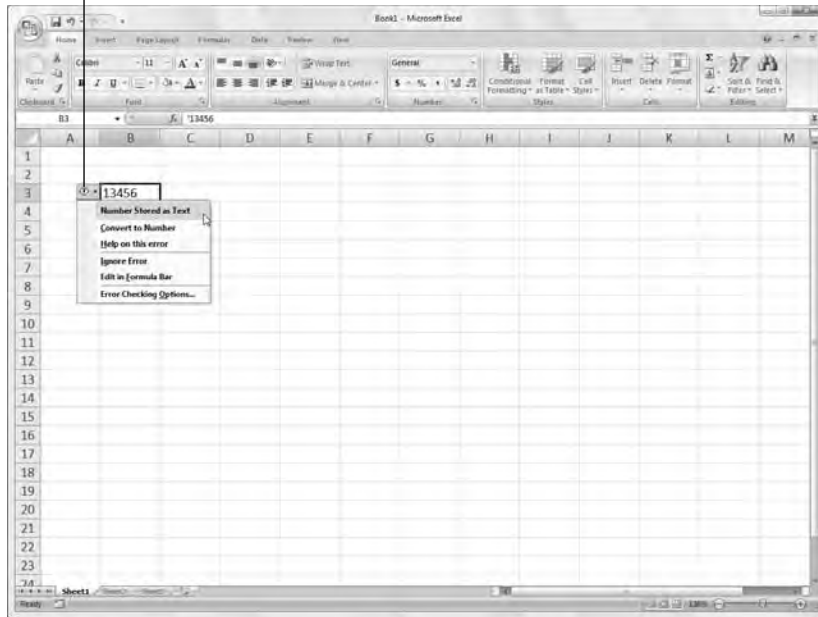 Book1 - Microsoft Excel
Home Insert Page Layout Formulas Data Review View
Calibri 11 Wrap Text General
Paste B I U A Merge & Center $ % , Conditional Formatting Format as Table Cell Styles Insert Delete Format Σ Sort & Filter Find & Select
Clipboard Font Alignment Number Styles Cells Editing
B3 fx '13456
A B C D E F G H I J K L M
1
2
3 13456
4 Number Stored as Text
5 Convert to Number
6 Help on this error
7 Ignore Error
8 Edit in Formula Bar
9 Error Checking Options...
10
11
12
13
14
15
16
17
18
19
20
21
22
23
24
Sheet1 Sheet2 Sheet3
Ready